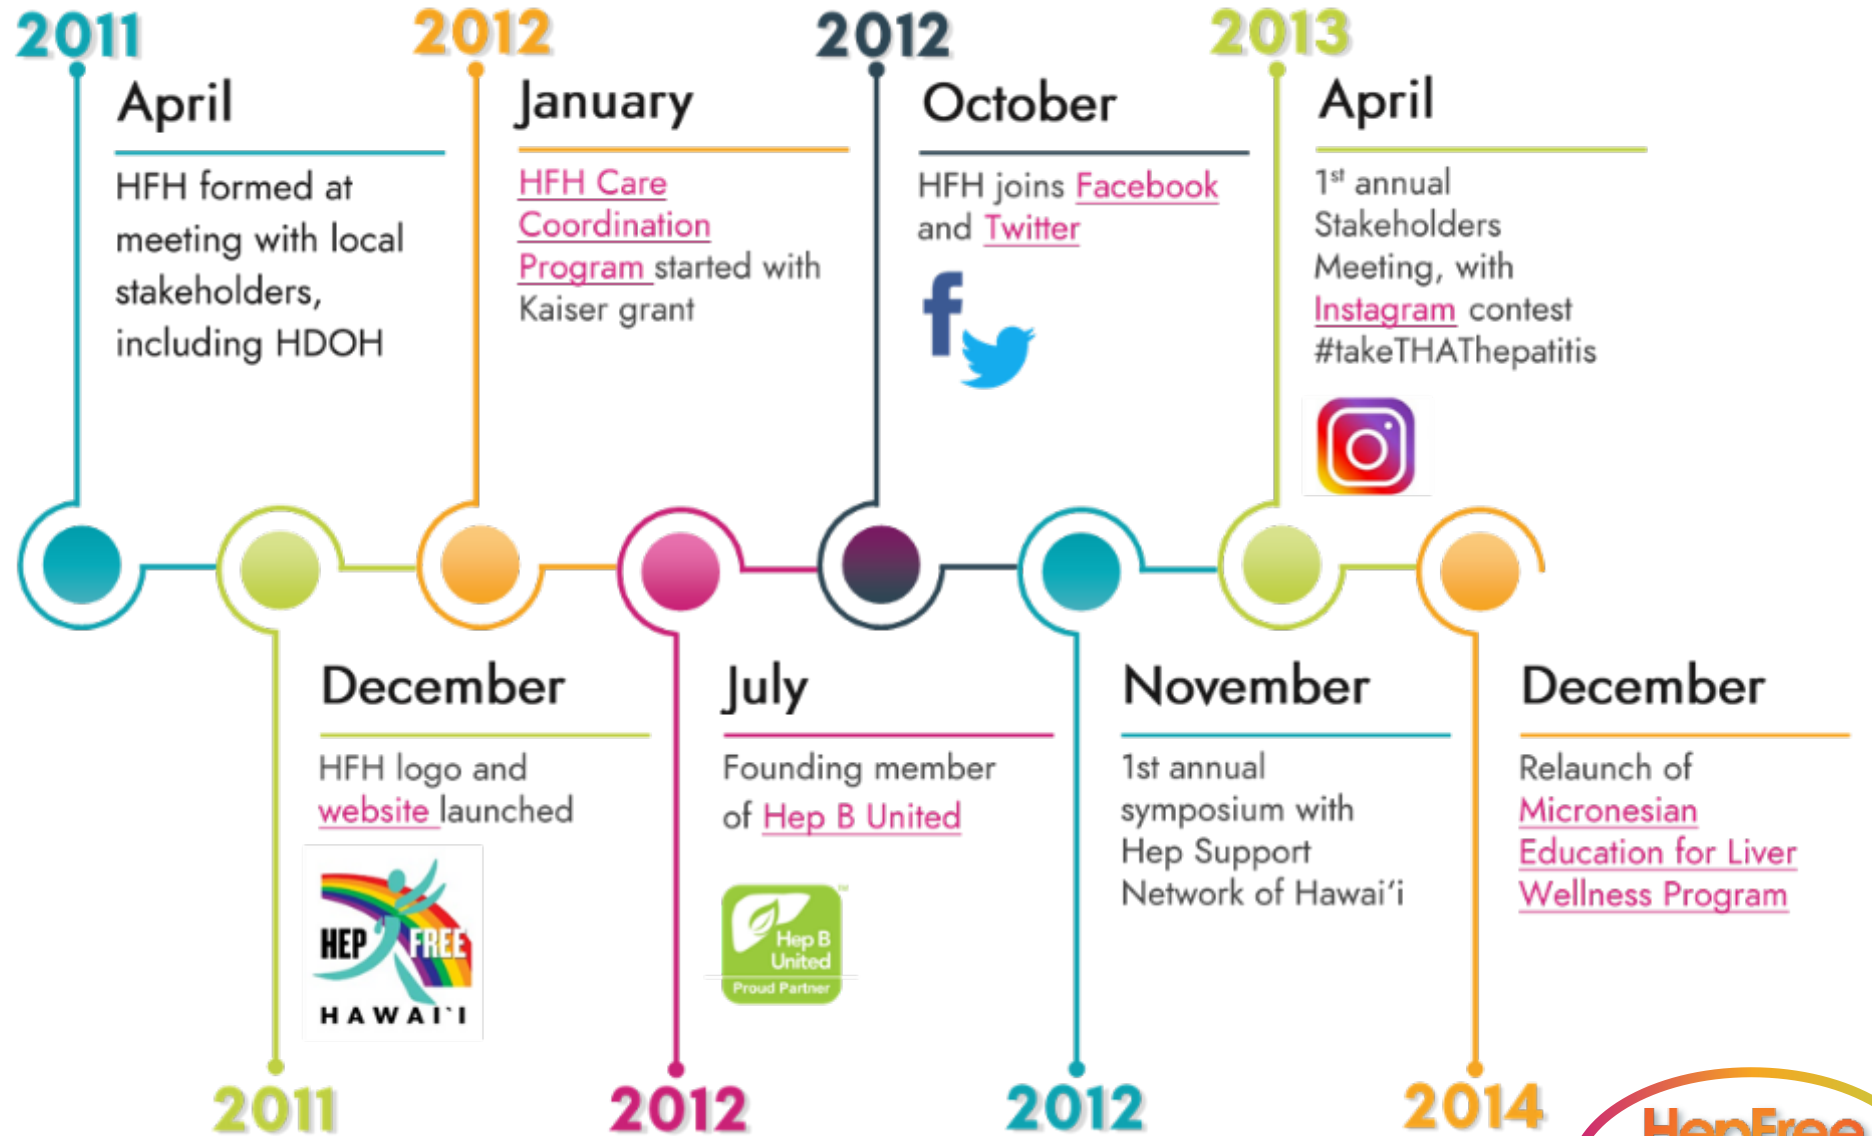 2011
April
HFH formed at
meeting with local
stakeholders,
including HDOH
2012
January
HFH Care
Coordination
Program started with
Kaiser grant
2012
October
HFH joins Facebook
and Twitter
2013
April
1st annual
Stakeholders
Meeting, with
Instagram contest
#takeTHAThepatitis
December
HFH logo and
website launched
HEP FREE
HAWAI`I
2011
July
Founding member
of Hep B United
Hep B
United
TM
Proud Partner
2012
November
1st annual
symposium with
Hep Support
Network of Hawai‘i
2012
December
Relaunch of
Micronesian
Education for Liver
Wellness Program
2014
HepFree